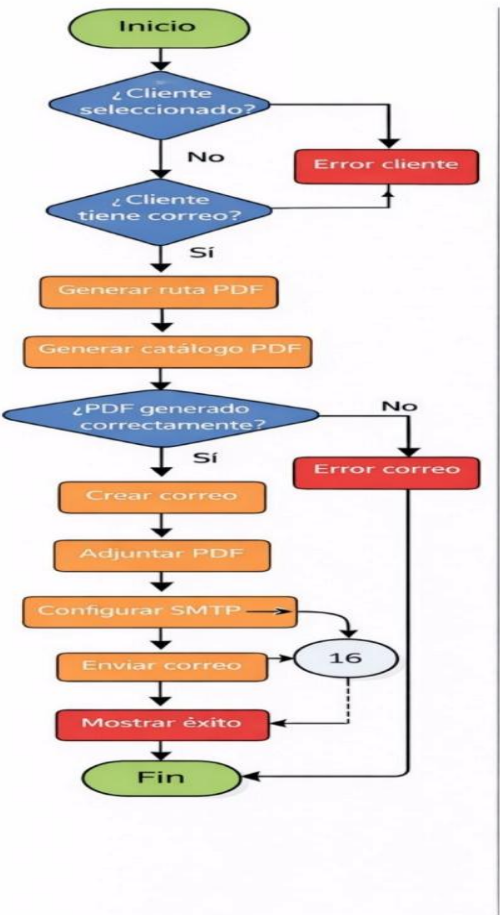 Inicio
¿Cliente
seleccionado?
No
Error cliente
¿Cliente
tiene correo?
Sí
Generar ruta PDF
Generar catálogo PDF
¿PDF generado
correctamente?
No
Sí
Error correo
Crear correo
Adjuntar PDF
Configurar SMTP
Enviar correo
16
Mostrar éxito
Fin